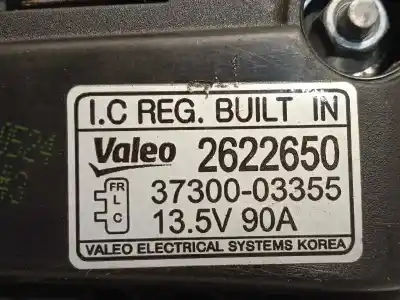 I.C REG. BUILT IN
Valeo 2622650
FR
L
C
37300-03355
13.5V 90A
VALEO ELECTRICAL SYSTEMS KOREA